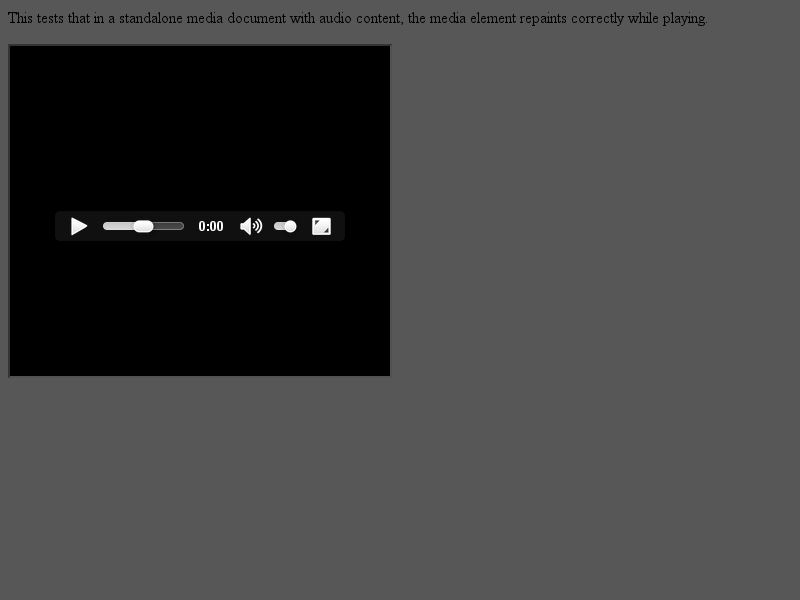 This tests that in a standalone media document with audio content, the media element repaints correctly while playing.
0:00